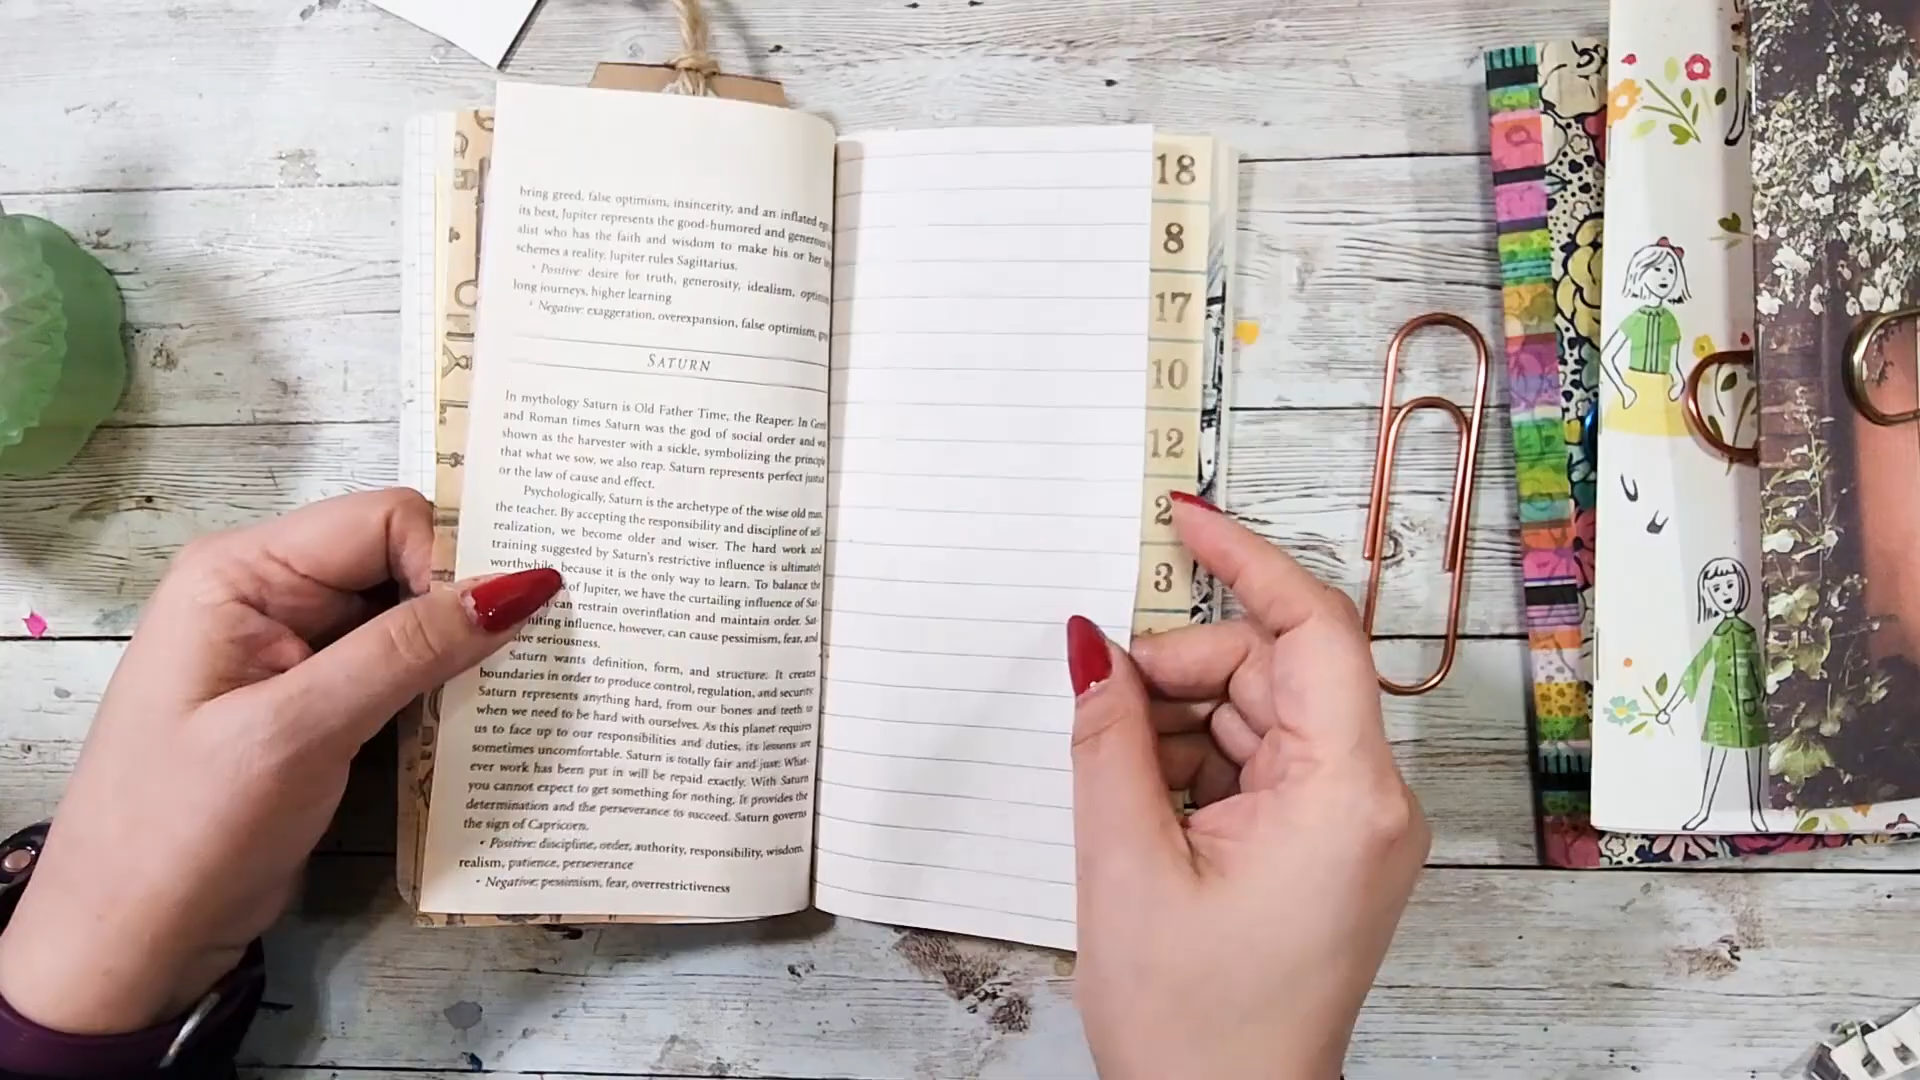 bring greed, false optimism, insincerity, and an inflated
its best, Jupiter represents the good-humored and generous
alist who has the faith and wisdom to make his or her
schemes a reality. Jupiter rules Sagittarius.
• Positive: desire for truth, generosity, idealism,
long journeys, higher learning
• Negative: exaggeration, overexpansion, false optimism,
SATURN
In mythology Saturn is Old Father Time, the Reaper. In
and Roman times Saturn was the god of social order and
shown as the harvester with a sickle, symbolizing the
that what we sow, we also reap. Saturn represents perfect
or the law of cause and effect.
Psychologically, Saturn is the archetype of the wise old man,
the teacher. By accepting the responsibility and discipline of self-
realization, we become older and wiser. The hard work and
training suggested by Saturn's restrictive influence is ultimately
worthwhile, because it is the only way to learn. To balance the
of Jupiter, we have the curtailing influence of Sat-
can restrain overinflation and maintain order. Sat-
influence, however, can cause pessimism, fear, and
seriousness.
Saturn wants definition, form, and structure. It creates
boundaries in order to produce control, regulation, and security.
Saturn represents anything hard, from our bones and teeth to
when we need to be hard with ourselves. As this planet requires
us to face up to our responsibilities and duties, its lessons are
sometimes uncomfortable. Saturn is totally fair and just: What-
ever work has been put in will be repaid exactly. With Saturn
you cannot expect to get something for nothing. It provides the
determination and the perseverance to succeed. Saturn governs
the sign of Capricorn.
• Positive: discipline, order, authority, responsibility, wisdom,
realism, patience, perseverance
• Negative: pessimism, fear, overrestrictiveness
18
8
17
10
12
2
3